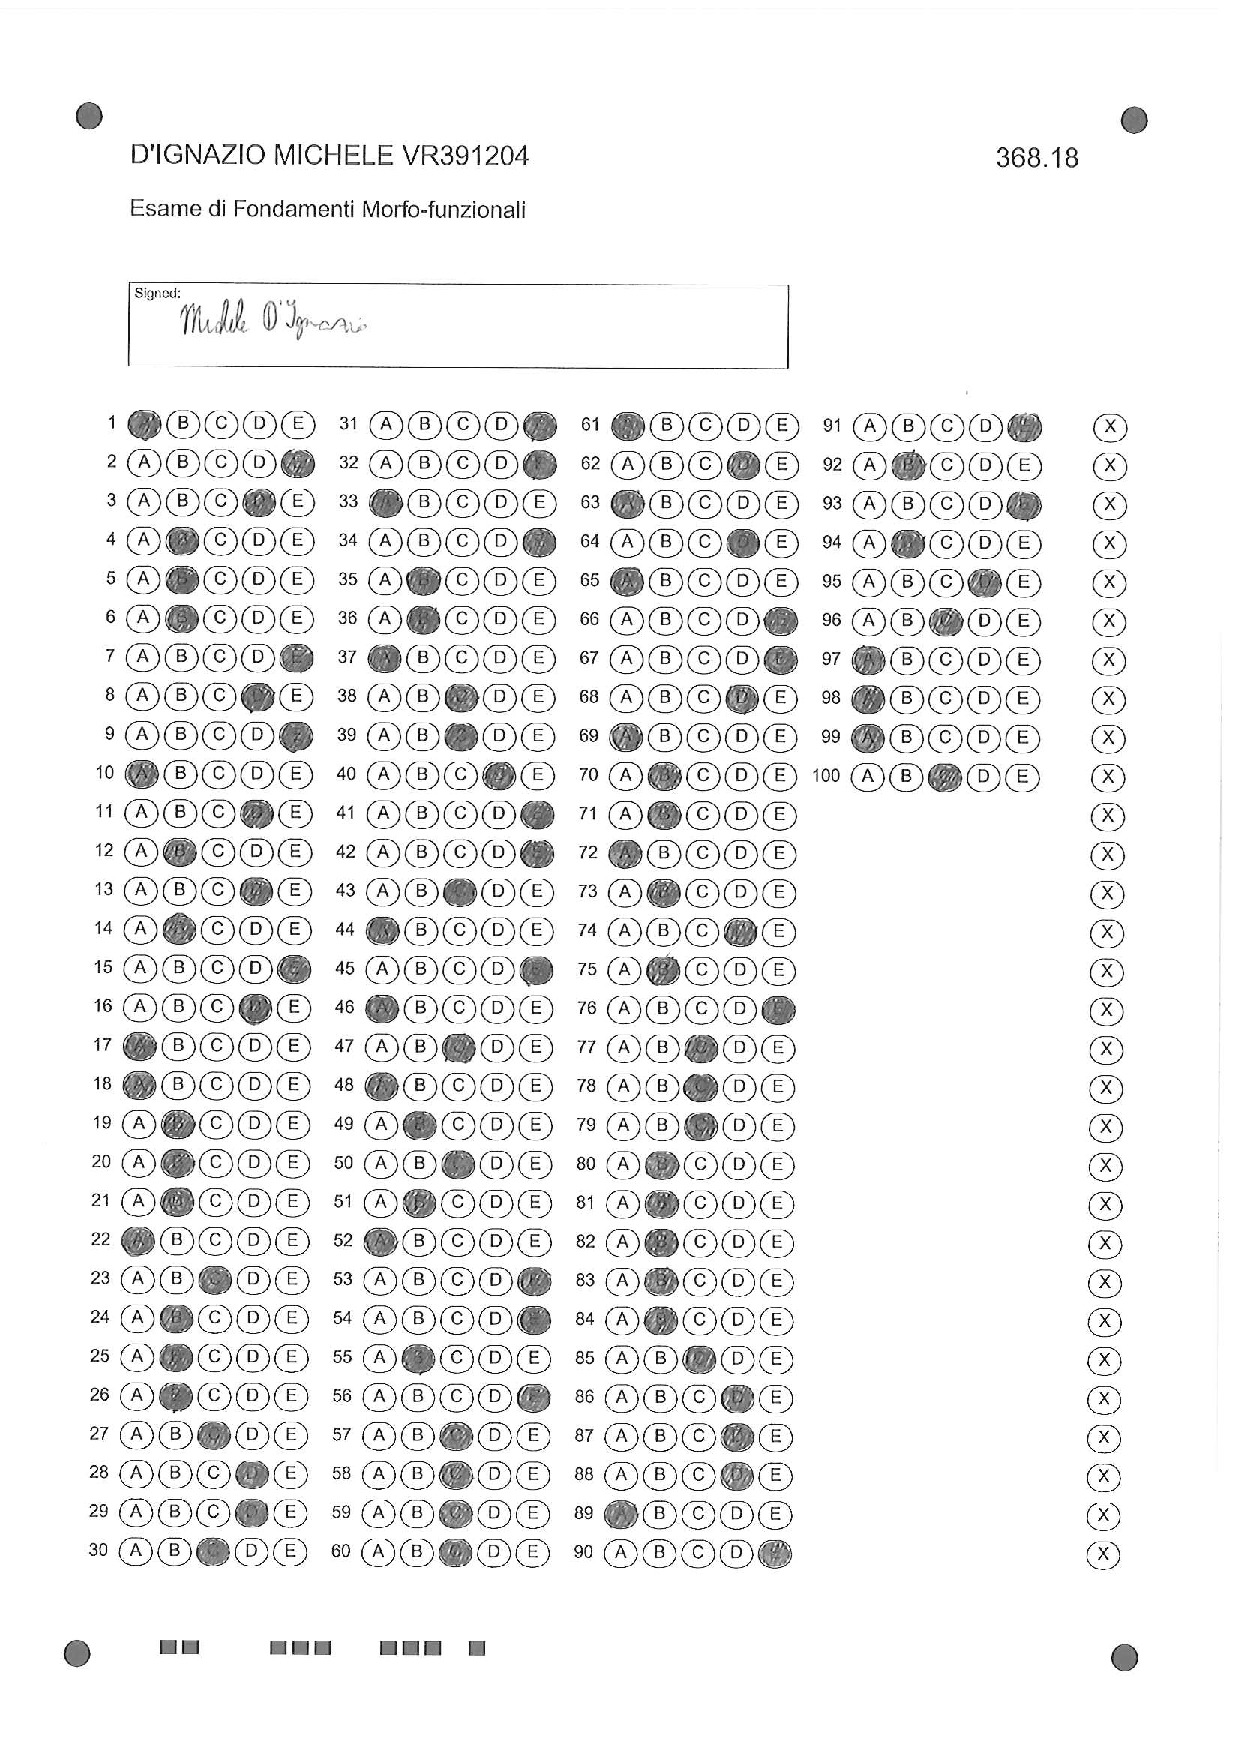 D'IGNAZIO MICHELE VR391204
368.18
Esame di Fondamenti Morfo-funzionali
Signed:
Michele D'Ignazio
1 B C D E 31 A B C D 61 B C D E 91 A B C D X
2 A B C D 32 A B C D 62 A B C E 92 A C D E X
3 A B C E 33 B C D E 63 B C D E 93 A B C D X
4 A C D E 34 A B C D 64 A B C E 94 A C D E X
5 A C D E 35 A C D E 65 B C D E 95 A B C E X
6 A C D E 36 A C D E 66 A B C D 96 A B D E X
7 A B C D 37 B C D E 67 A B C D 97 B C D E X
8 A B C E 38 A B D E 68 A B C E 98 B C D E X
9 A B C D 39 A B D E 69 B C D E 99 B C D E X
10 B C D E 40 A B C E 70 A C D E 100 A B D E X
11 A B C E 41 A B C D 71 A C D E X
12 A C D E 42 A B C D 72 B C D E X
13 A B C E 43 A B D E 73 A C D E X
14 A C D E 44 B C D E 74 A B C E X
15 A B C D 45 A B C D 75 A C D E X
16 A B C E 46 B C D E 76 A B C D X
17 B C D E 47 A B D E 77 A B D E X
18 B C D E 48 B C D E 78 A B D E X
19 A C D E 49 A C D E 79 A B D E X
20 A C D E 50 A B D E 80 A C D E X
21 A C D E 51 A C D E 81 A C D E X
22 B C D E 52 B C D E 82 A C D E X
23 A B D E 53 A B C D 83 A C D E X
24 A C D E 54 A B C D 84 A C D E X
25 A C D E 55 A C D E 85 A B D E X
26 A C D E 56 A B C D 86 A B C E X
27 A B D E 57 A B D E 87 A B C E X
28 A B C E 58 A B D E 88 A B C E X
29 A B C E 59 A B D E 89 B C D E X
30 A B D E 60 A B D E 90 A B C D X